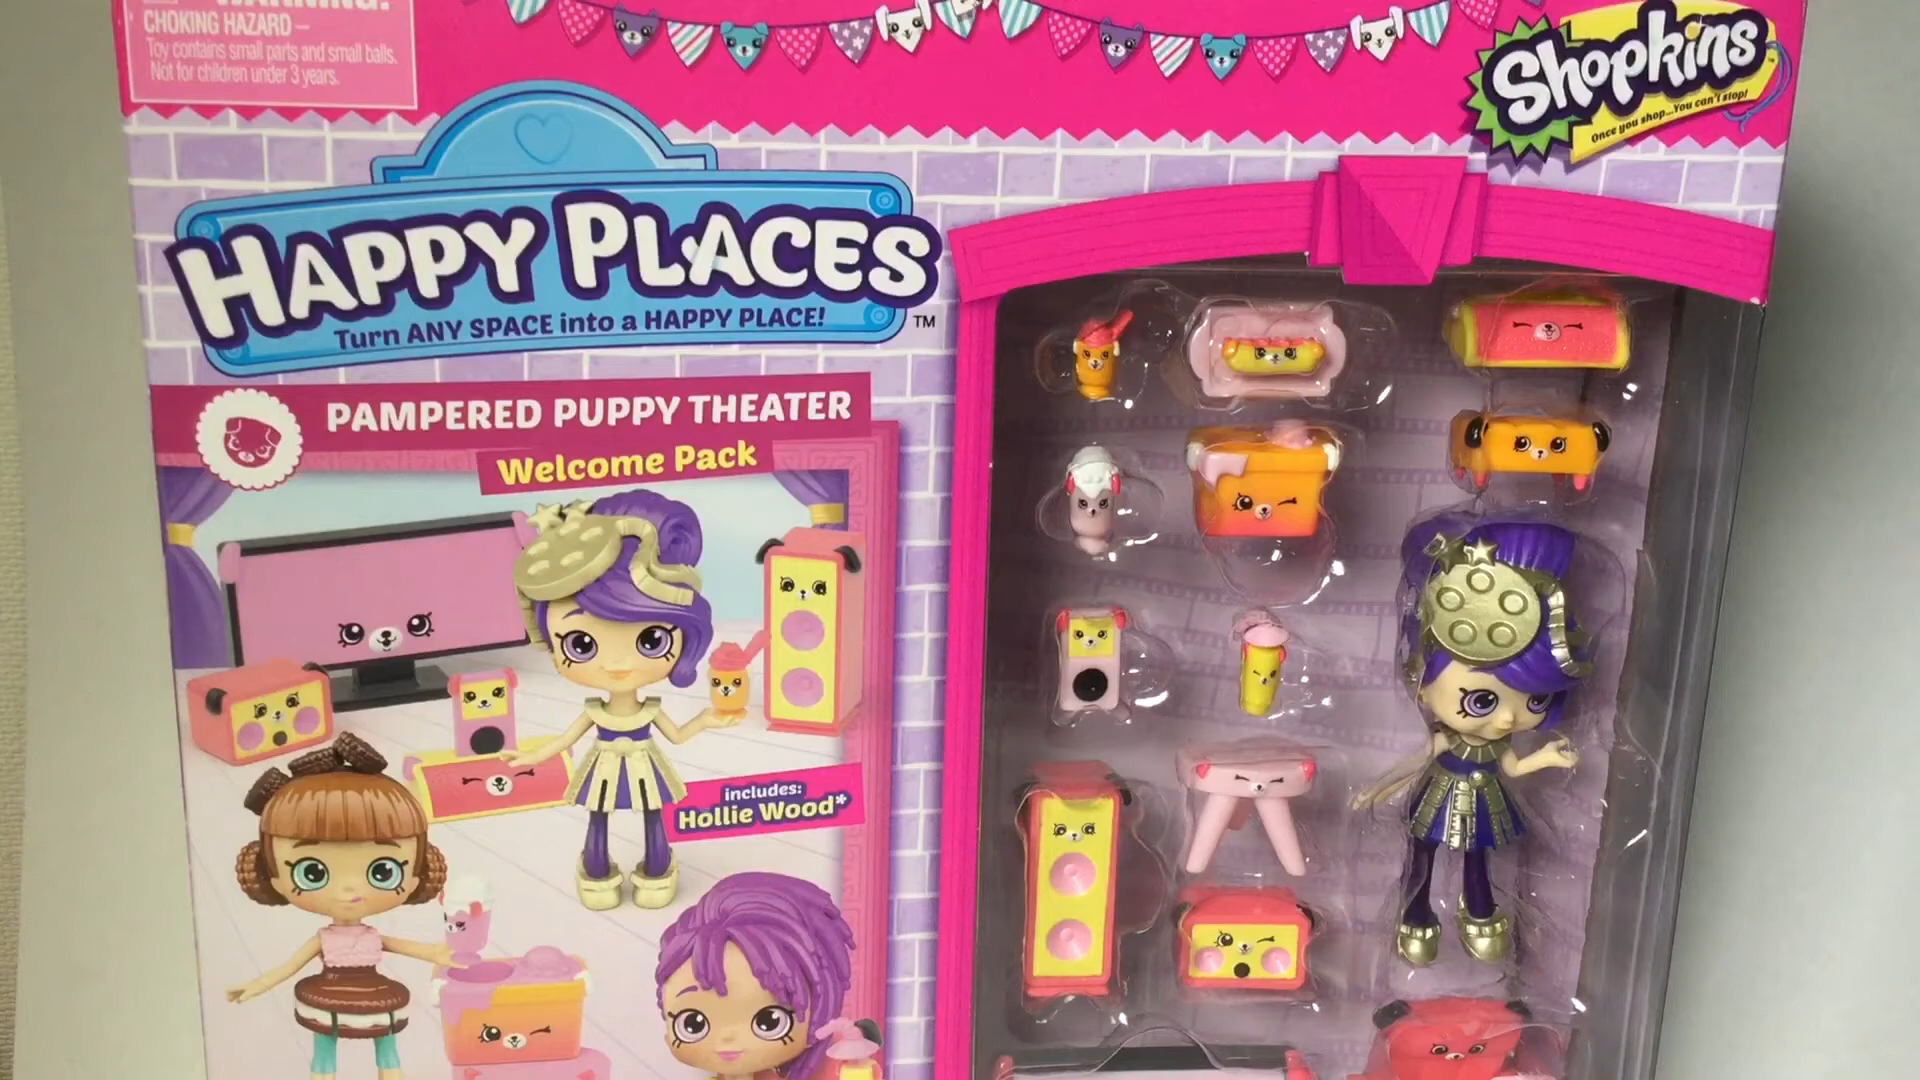 WARNING:
CHOKING HAZARD –
Toy contains small parts and small balls.
Not for children under 3 years.
Shopkins
Once you shop...You can't stop!
HAPPY PLACES
Turn ANY SPACE into a HAPPY PLACE!
TM
PAMPERED PUPPY THEATER
Welcome Pack
includes:
Hollie Wood*